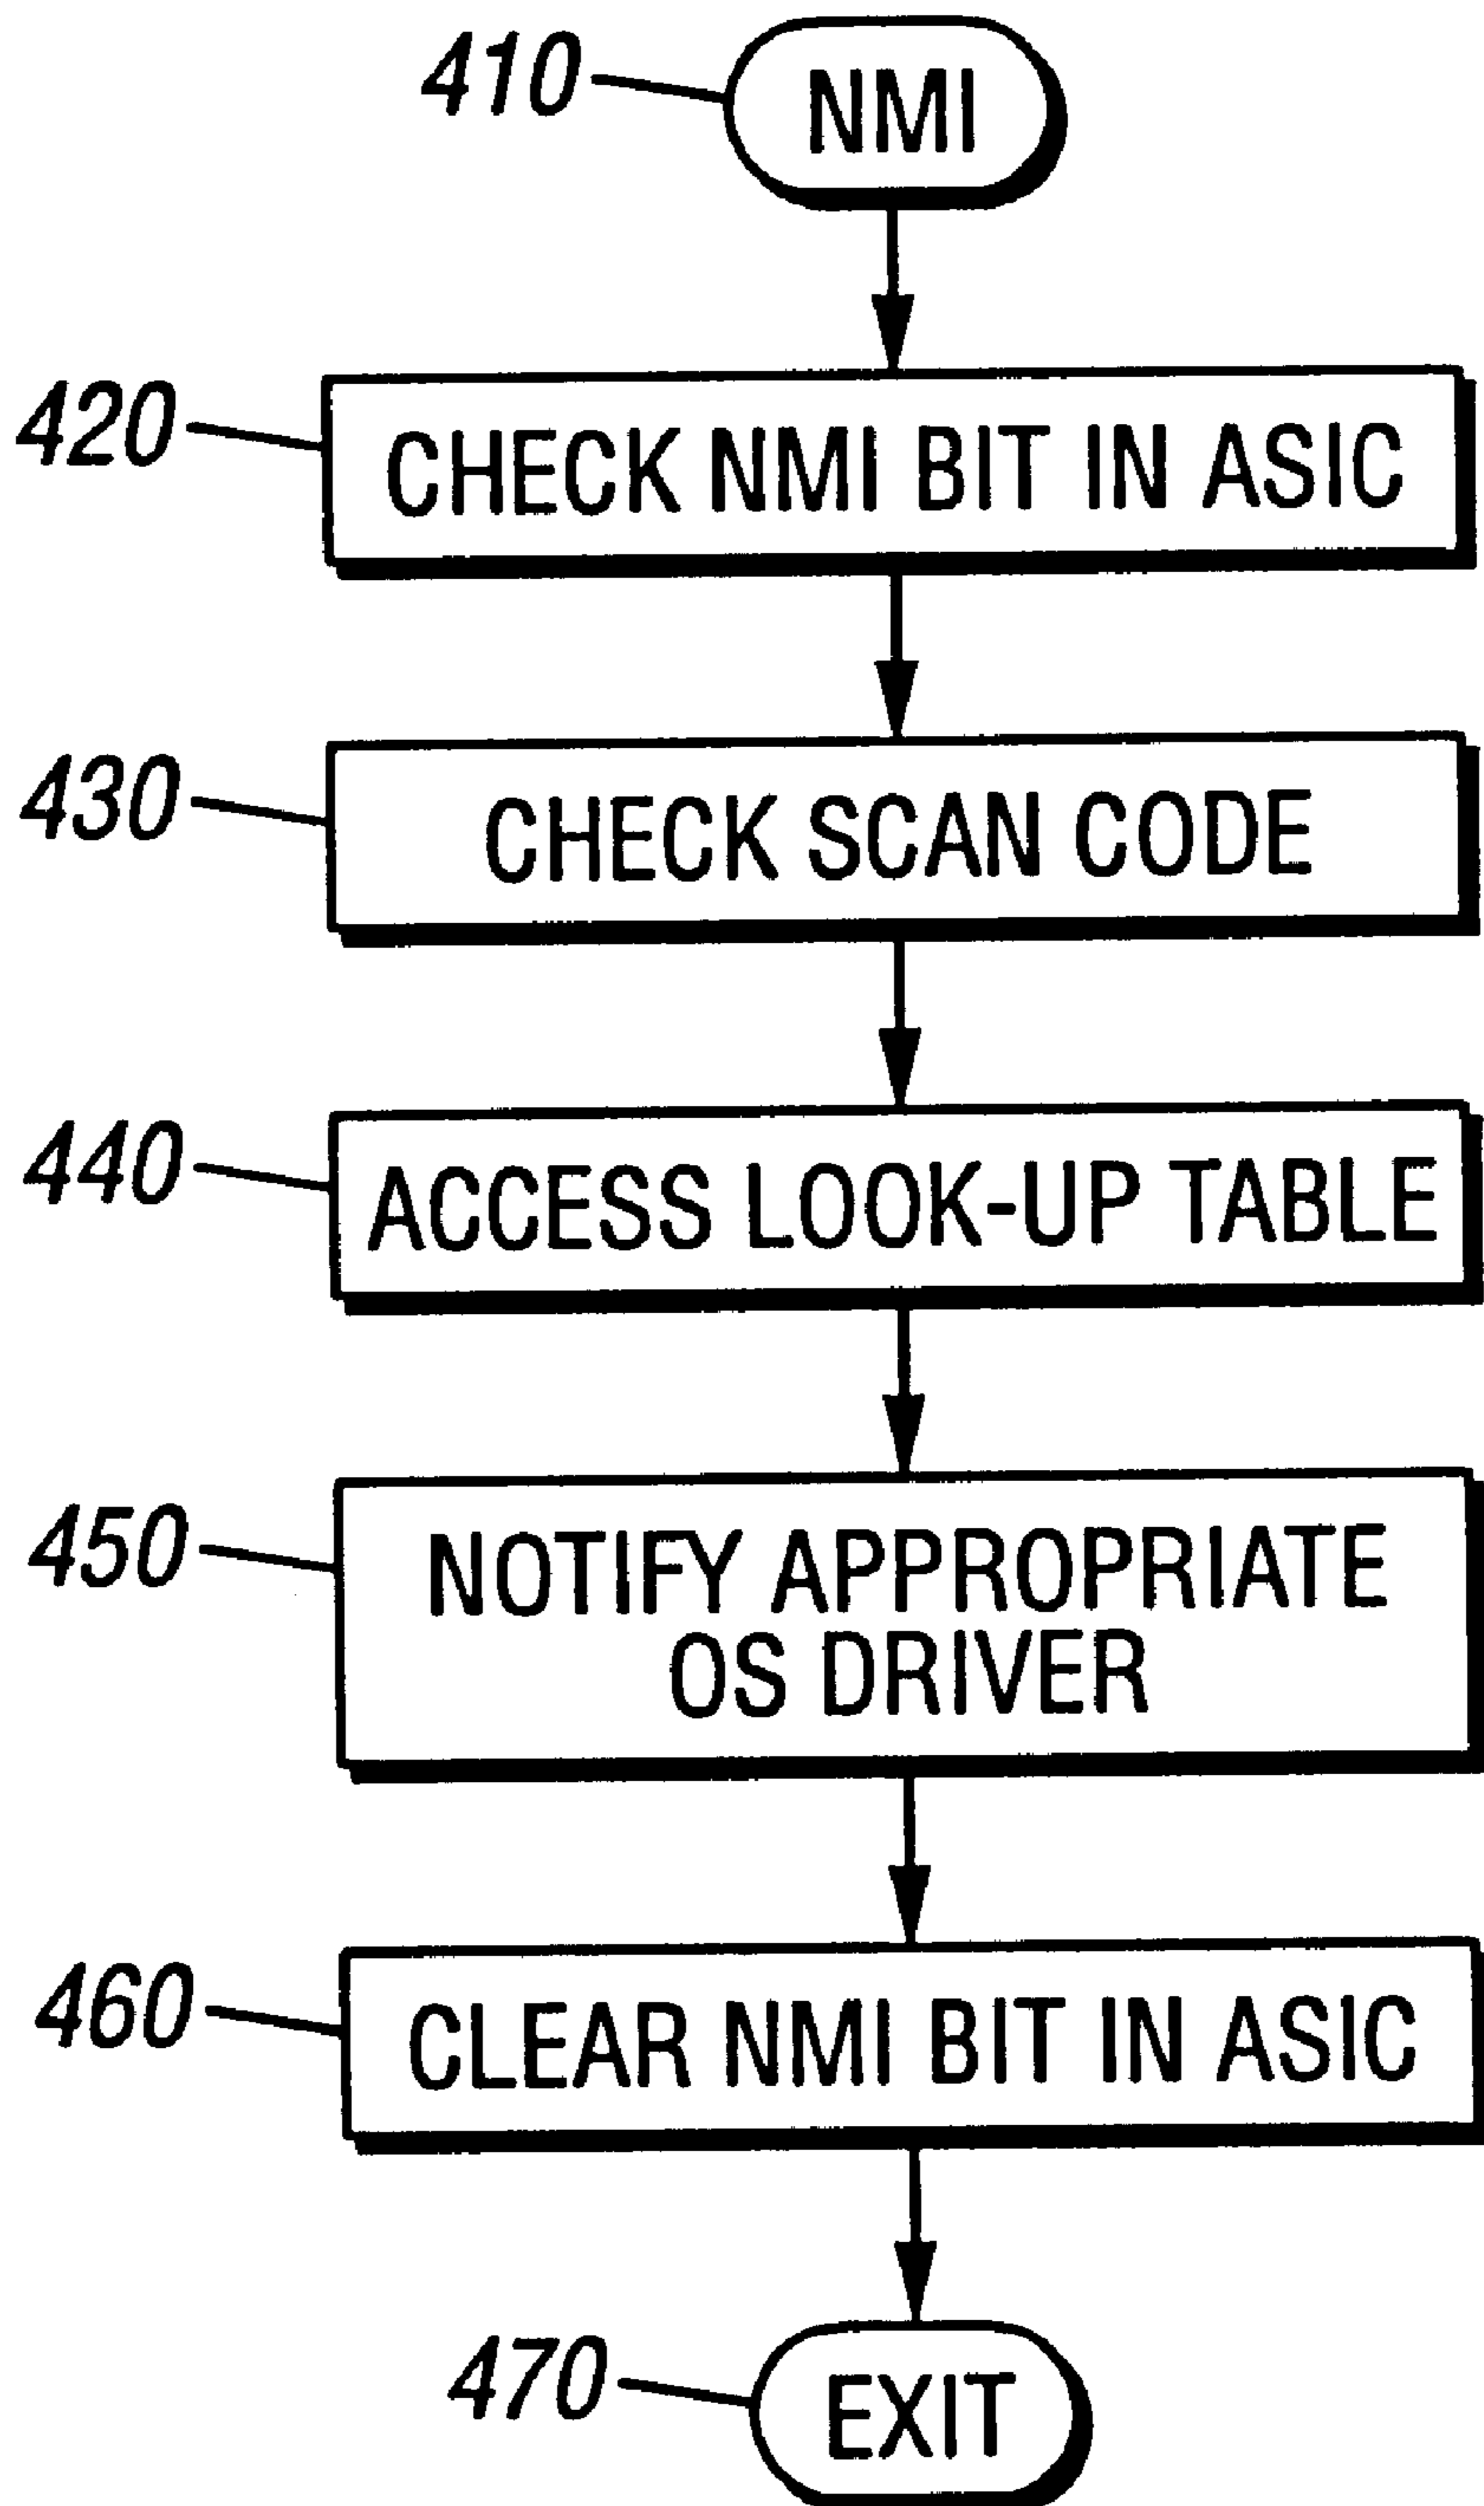 410
NMI
420
CHECK NMI BIT IN ASIC
430
CHECK SCAN CODE
440
ACCESS LOOK-UP TABLE
450
NOTIFY APPROPRIATE
OS DRIVER
460
CLEAR NMI BIT IN ASIC
470
EXIT